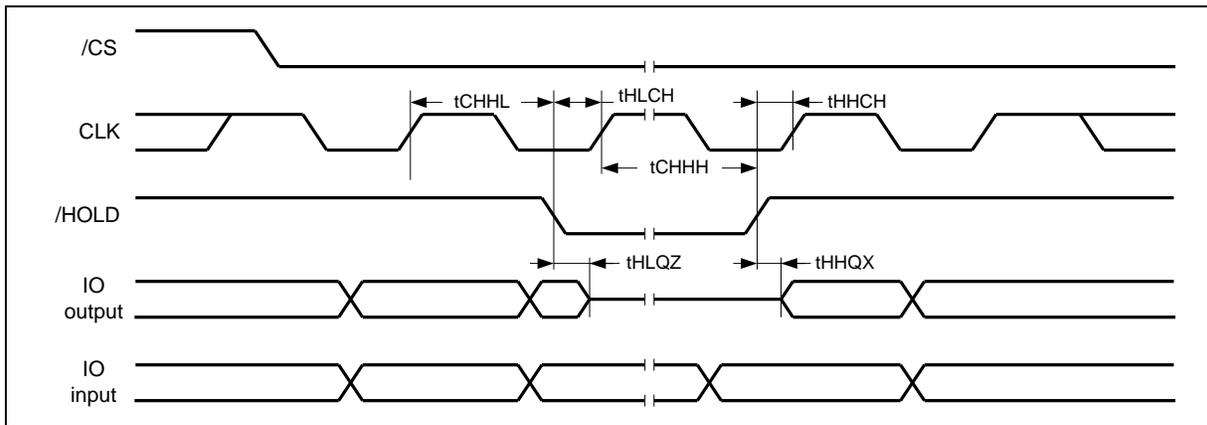 /CS
tCHHL
tHLCH
tHHCH
CLK
tCHHH
/HOLD
tHLQZ
tHHQX
IO
output
IO
input